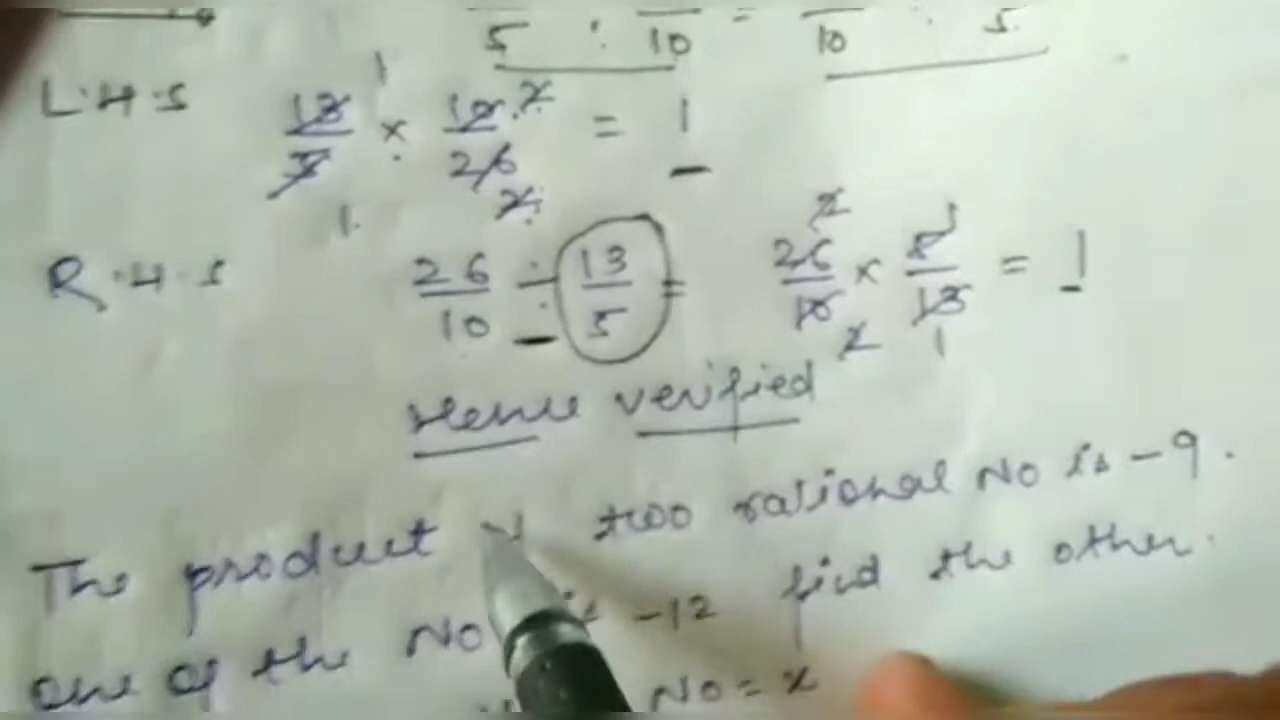 5 ÷ 10 = 10 ÷ 5
L.H.S 13/5 × 10/26 = 1
R.H.S 26/10 ÷ 13/5 = 26/10 × 5/13 = 1
Hence verified
The product two rational No is -9.
one of the No is -12 find the other.
No = x